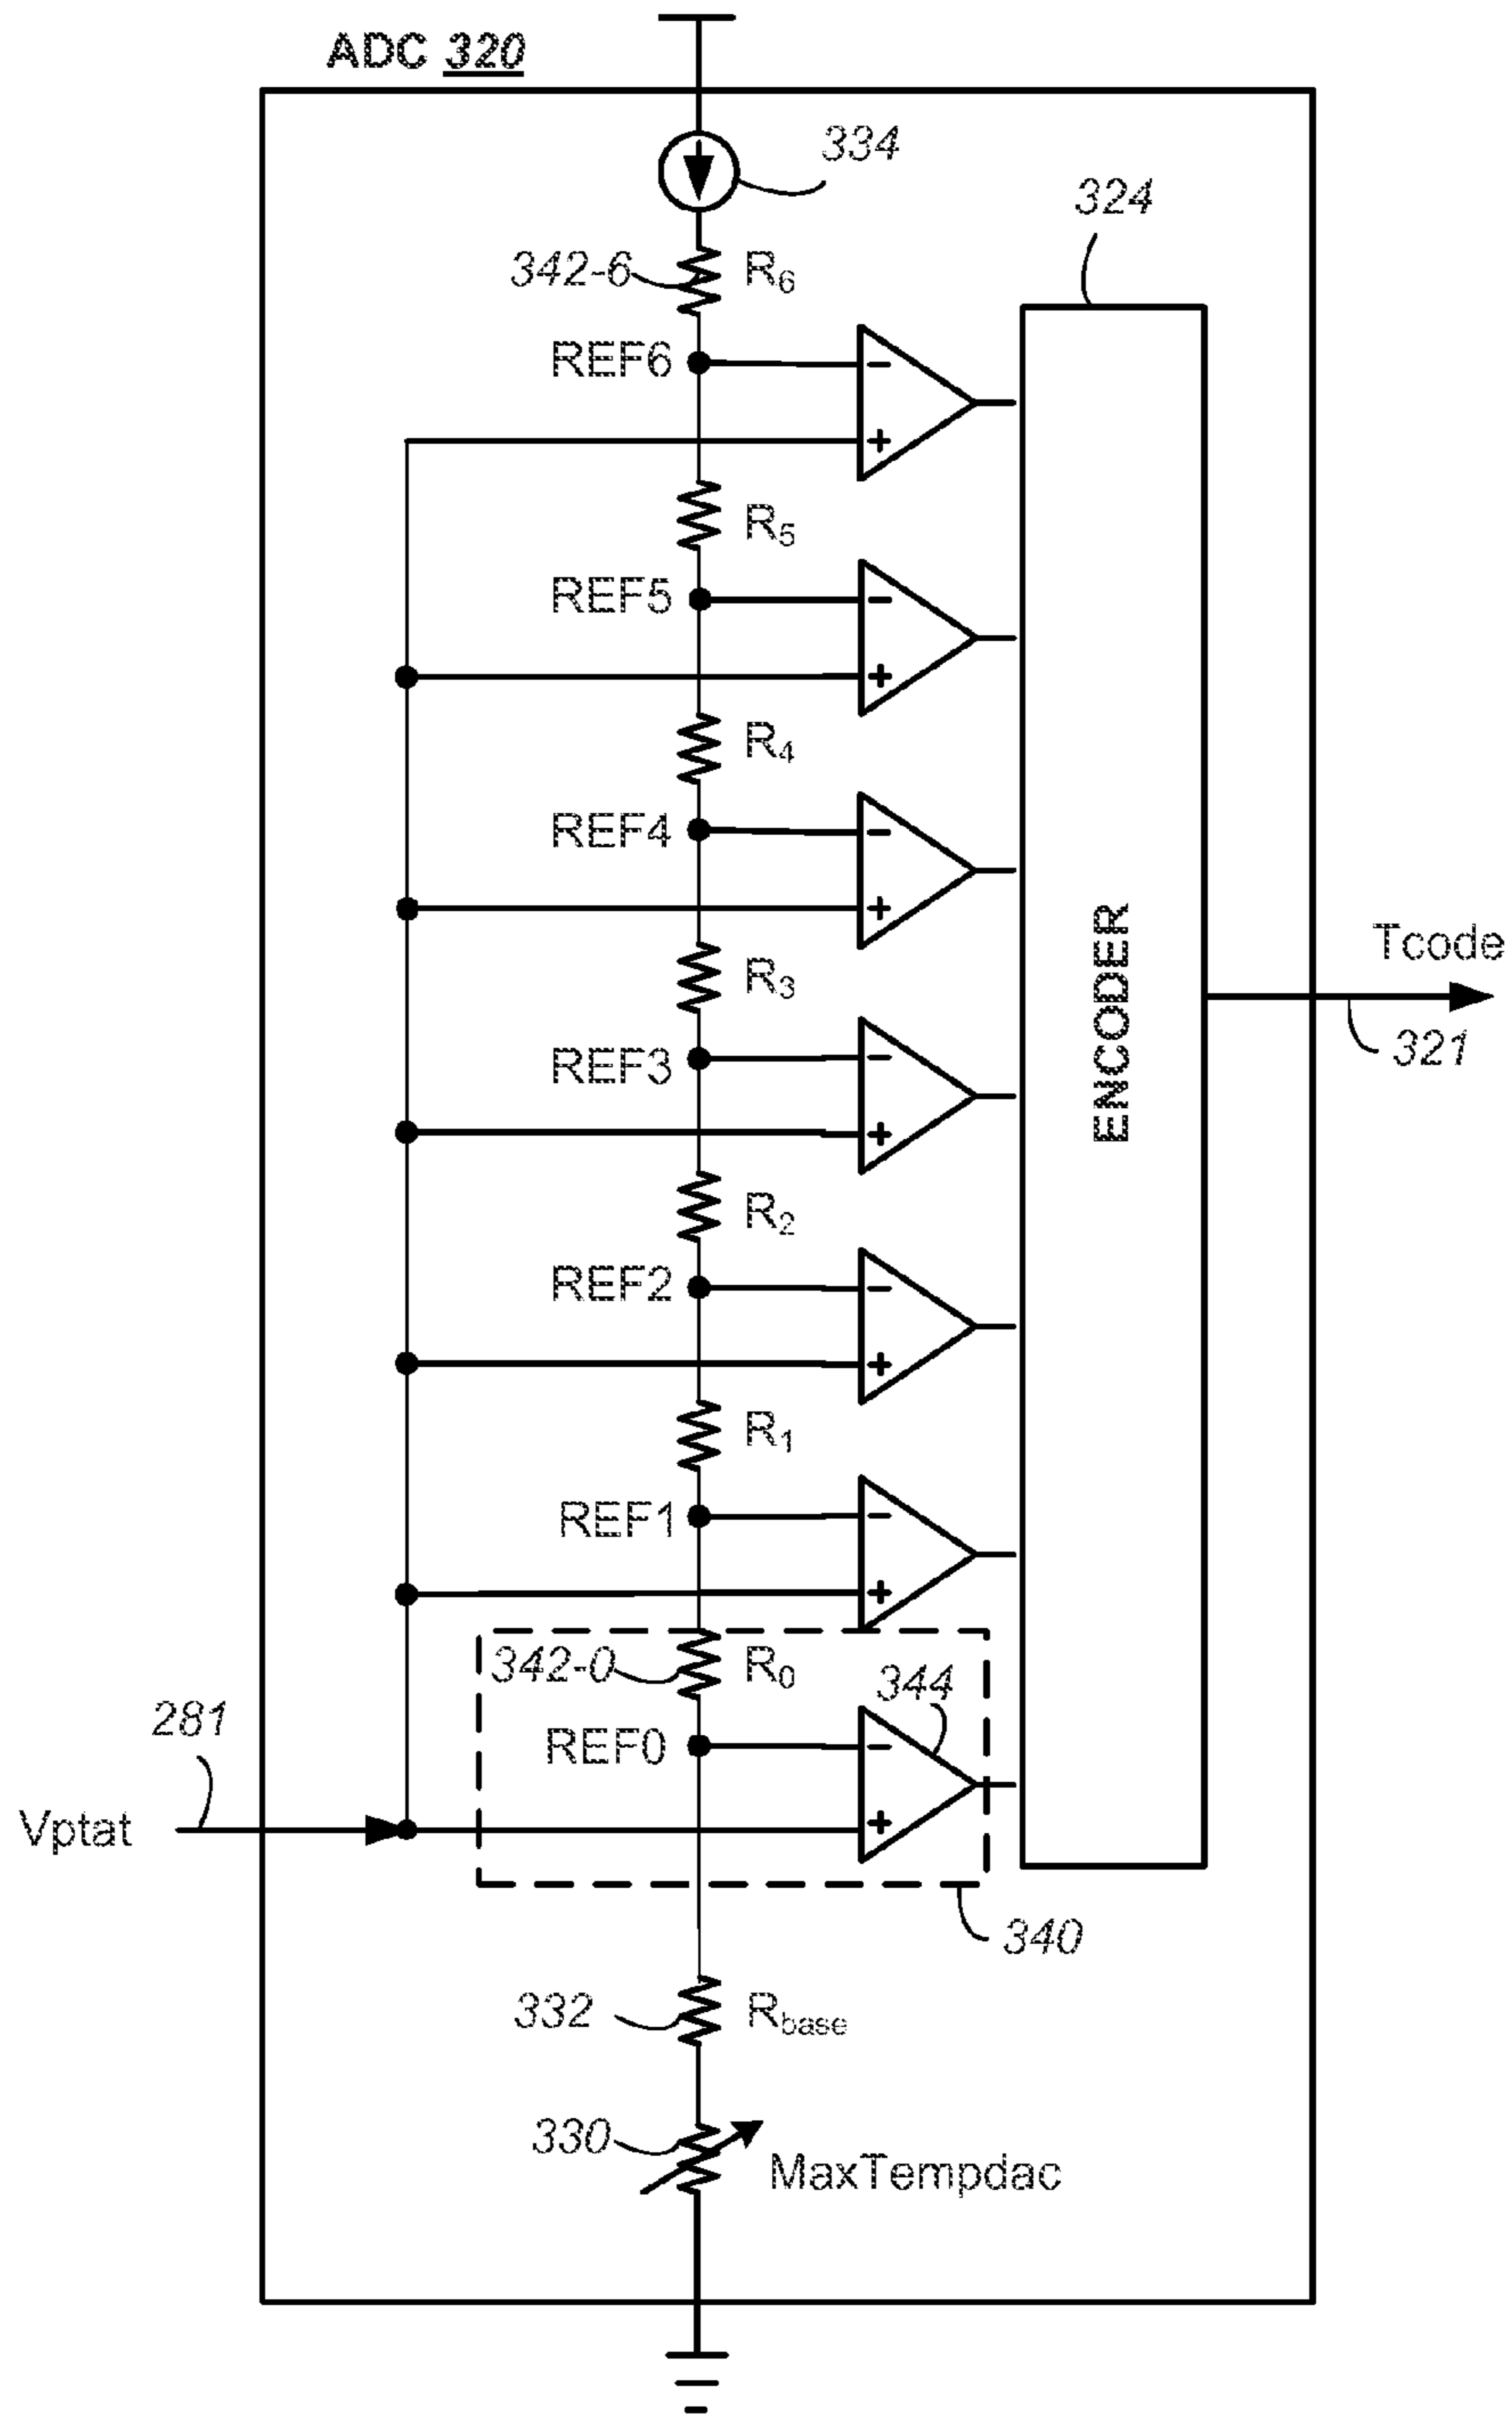 ADC 320
334
324
342-6
R6
REF6
R5
REF5
R4
REF4
ENCODER
Tcode
R3
321
REF3
R2
REF2
R1
REF1
342-0
R0
344
281
REF0
Vptat
340
332
Rbase
330
MaxTempdac